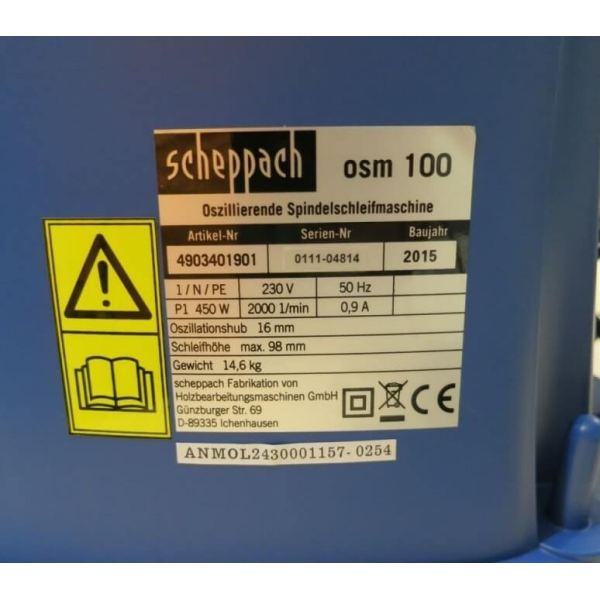 scheppach osm 100
Oszillierende Spindelschleifmaschine
Artikel-Nr Serien-Nr Baujahr
4903401901 0111-04814 2015
1/N/PE 230 V 50 Hz
P1 450 W 2000 1/min 0,9 A
Oszillationshub 16 mm
Schleifhöhe max. 98 mm
Gewicht 14,6 kg
scheppach Fabrikation von
Holzbearbeitungsmaschinen GmbH
Günzburger Str. 69
D-89335 Ichenhausen
CE
ANMOL2430001157-0254